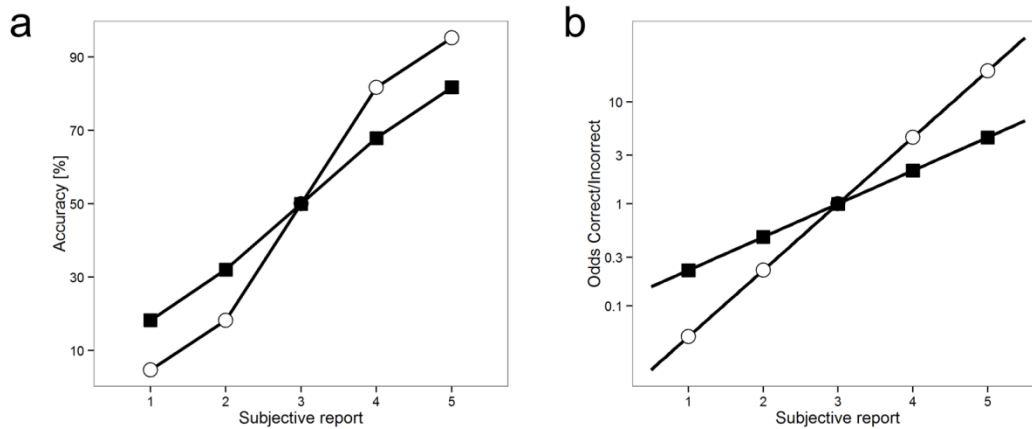 a
Accuracy [%]
90
70
50
30
10
1 2 3 4 5
Subjective report
b
Odds Correct/Incorrect
10
3
1
0.3
0.1
1 2 3 4 5
Subjective report